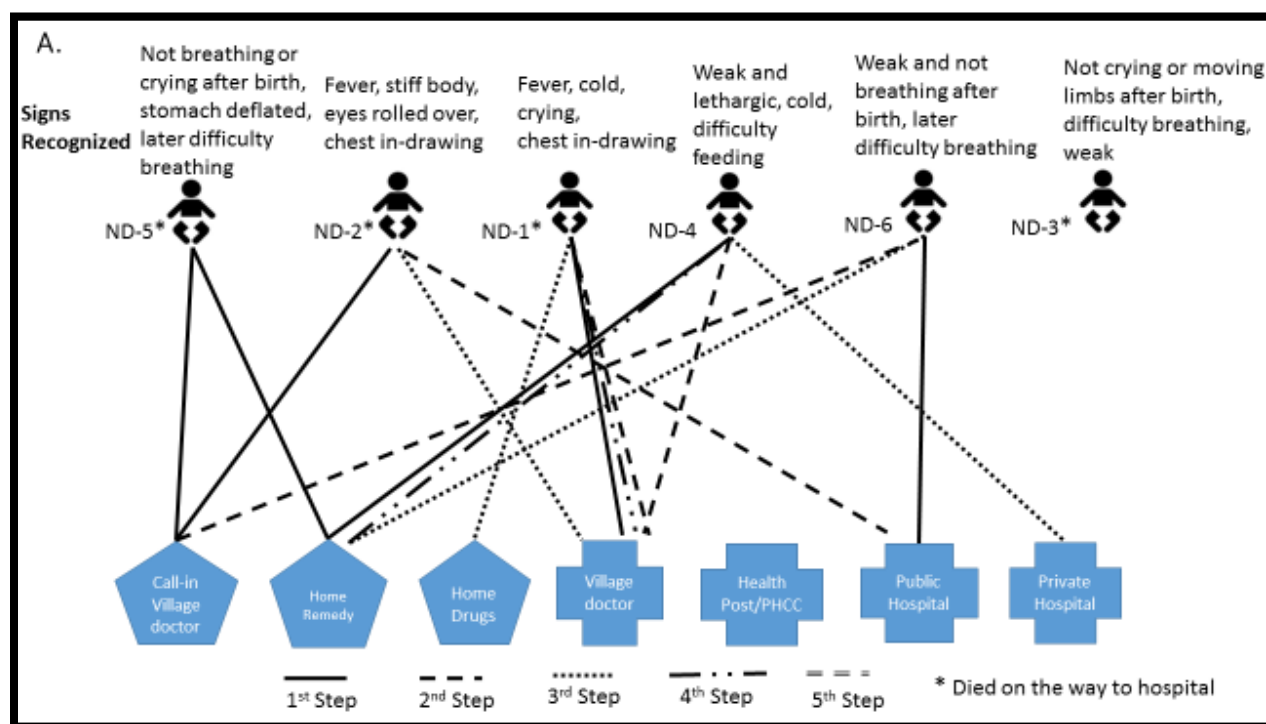 A.
Signs
Recognized
Not breathing or
crying after birth,
stomach deflated,
later difficulty
breathing
Fever, stiff body,
eyes rolled over,
chest in-drawing
Fever, cold,
crying,
chest in-drawing
Weak and
lethargic, cold,
difficulty
feeding
Weak and not
breathing after
birth, later
difficulty breathing
Not crying or moving
limbs after birth,
difficulty breathing,
weak
ND-5*
ND-2*
ND-1*
ND-4
ND-6
ND-3*
Call-in
Village
doctor
Home
Remedy
Home
Drugs
Village
doctor
Health
Post/PHCC
Public
Hospital
Private
Hospital
1st Step
2nd Step
3rd Step
4th Step
5th Step
* Died on the way to hospital